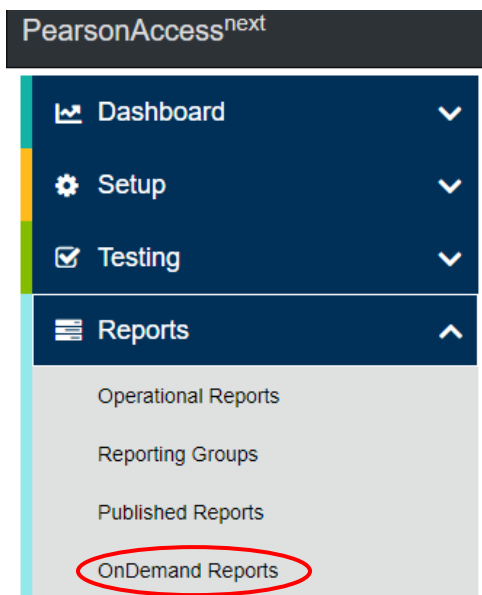 PearsonAccessnext
Dashboard
Setup
Testing
Reports
Operational Reports
Reporting Groups
Published Reports
OnDemand Reports